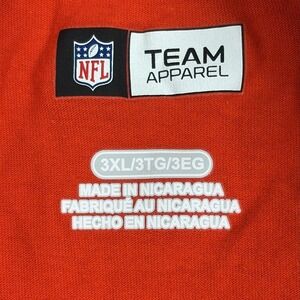 NFL
TEAM
APPAREL
3XL/3TG/3EG
MADE IN NICARAGUA
FABRIQUÉ AU NICARAGUA
HECHO EN NICARAGUA